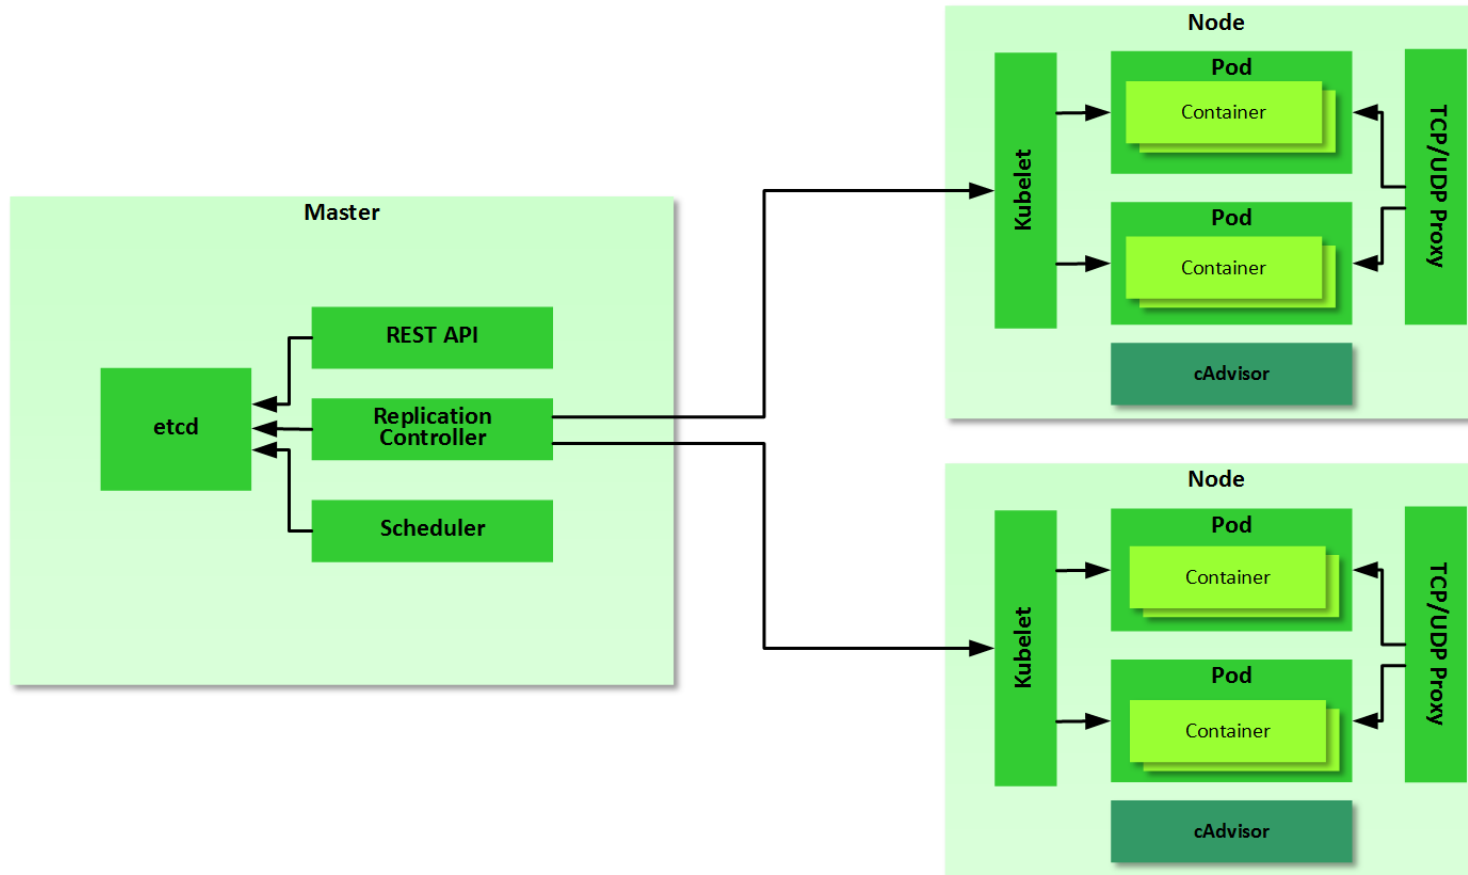 Master
REST API
etcd
Replication
Controller
Scheduler
Node
Kubelet
Pod
Container
Pod
Container
TCP/UDP Proxy
cAdvisor
Node
Kubelet
Pod
Container
Pod
Container
TCP/UDP Proxy
cAdvisor